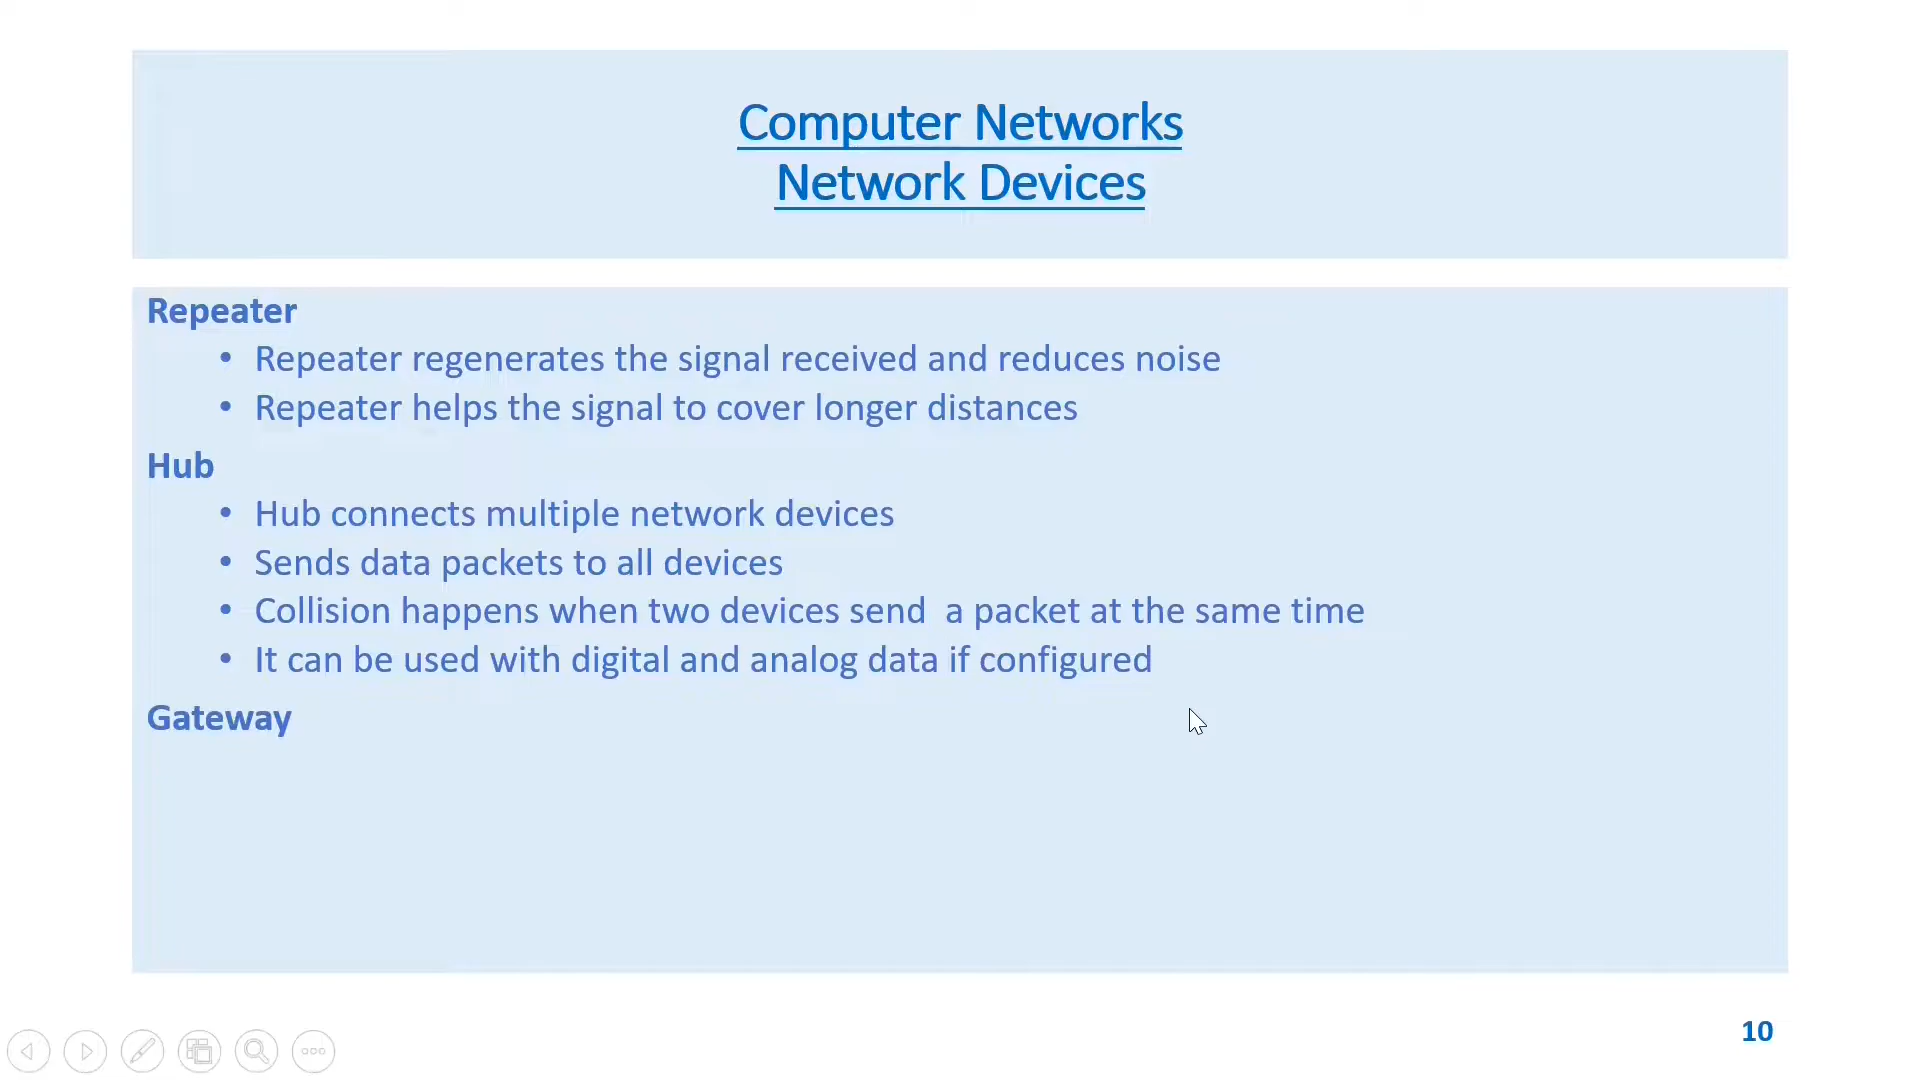 Computer Networks
Network Devices
Repeater
• Repeater regenerates the signal received and reduces noise
• Repeater helps the signal to cover longer distances
Hub
• Hub connects multiple network devices
• Sends data packets to all devices
• Collision happens when two devices send  a packet at the same time
• It can be used with digital and analog data if configured
Gateway
10